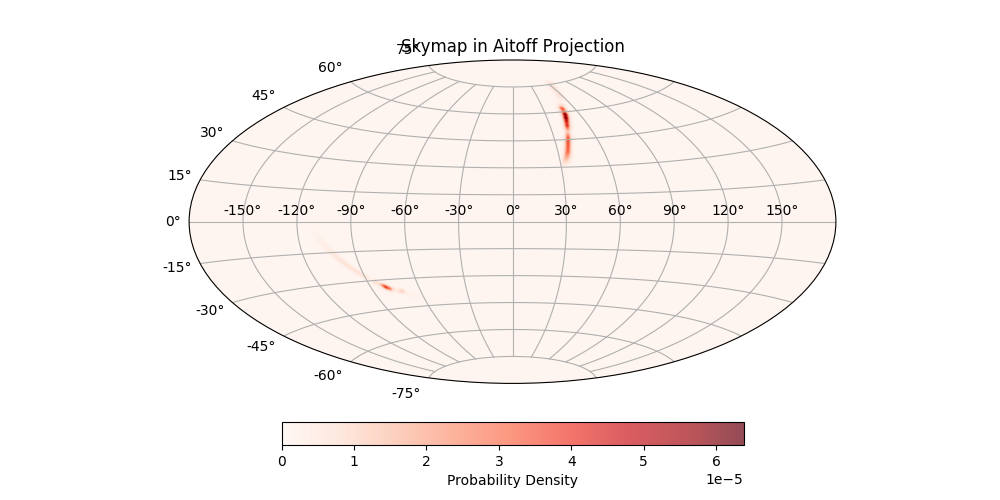 75°
Skymap in Aitoff Projection
60°
45°
30°
15°
-150° -120° -90° -60° -30° 0° 30° 60° 90° 120° 150°
0°
-15°
-30°
-45°
-60°
-75°
0 1 2 3 4 5 6
1e−5
Probability Density